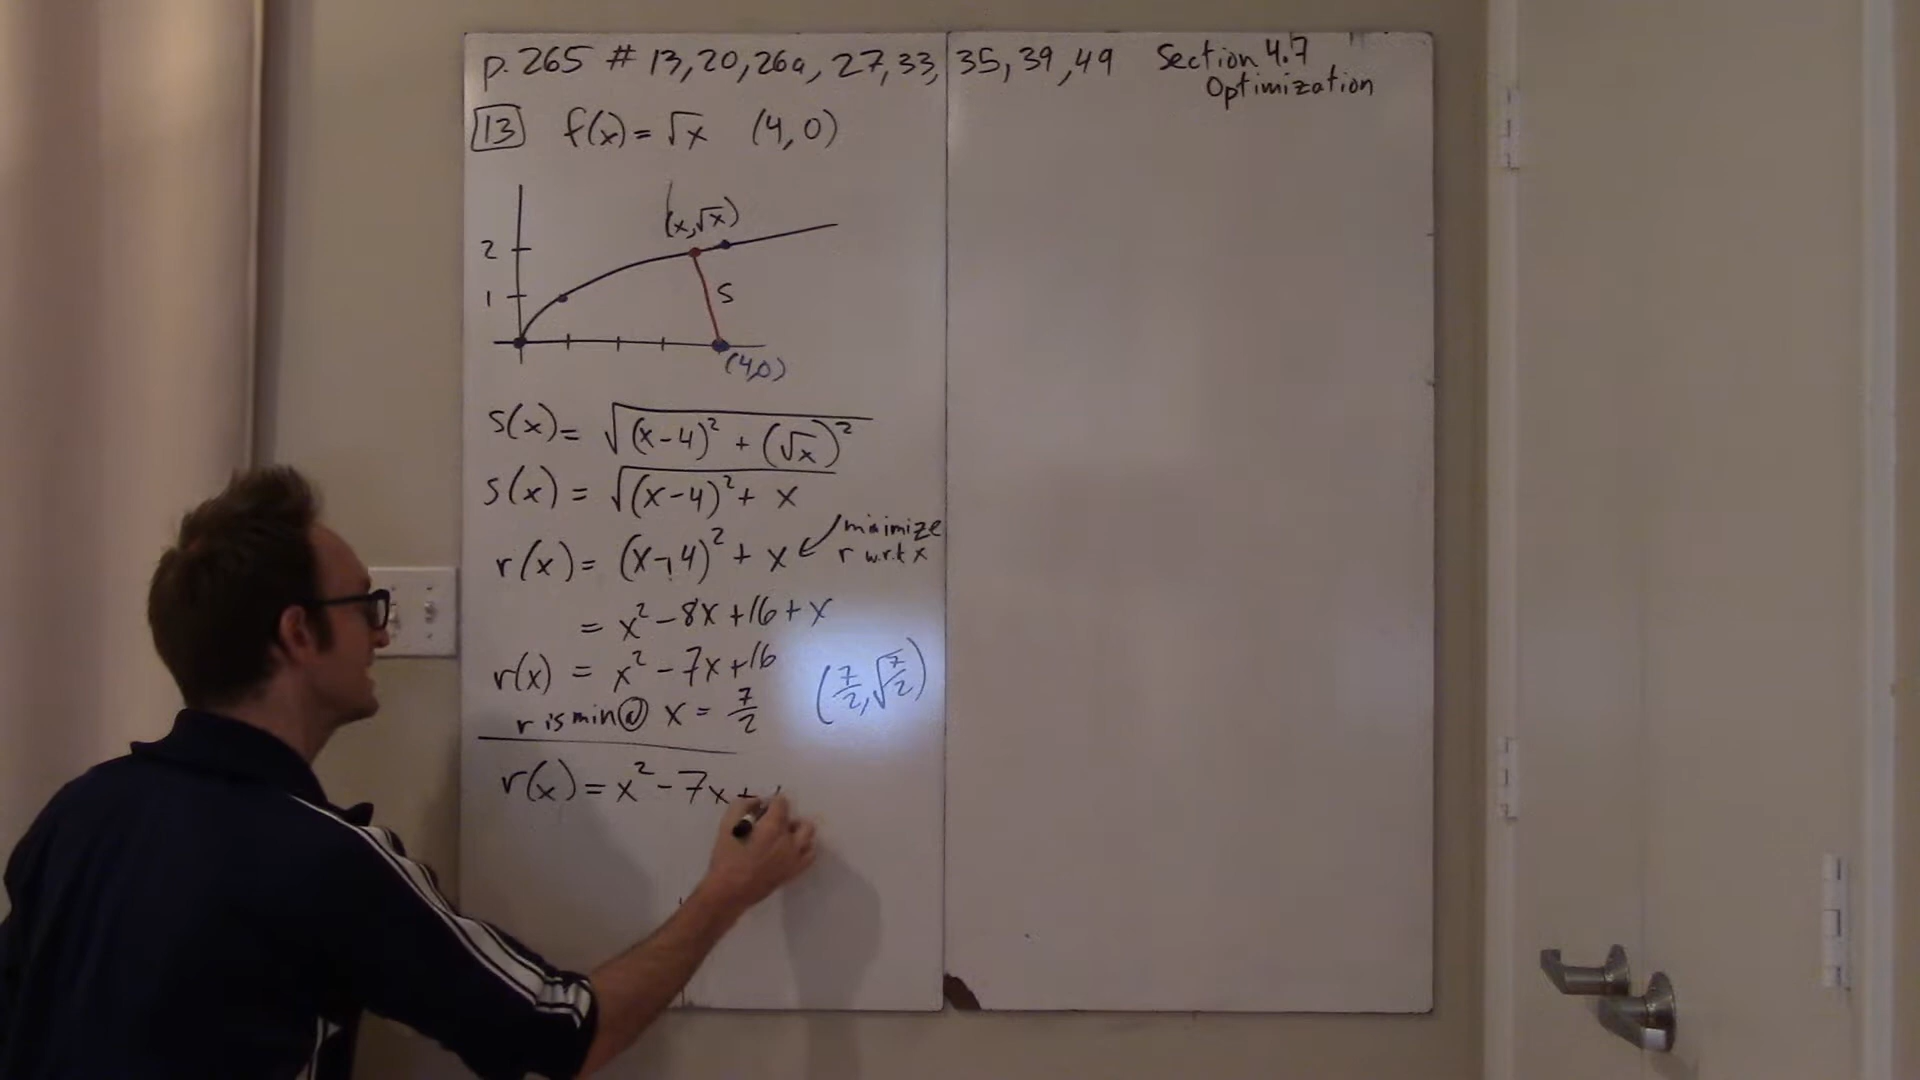 p. 265 # 13, 20, 26a, 27, 33, 35, 39, 49 Section 4.7
Optimization
13 f(x) = √x (4, 0)
(x, √x)
2
1
S
(4,0)
s(x) = √((x-4)² + (√x)²)
s(x) = √((x-4)² + x)
r(x) = (x-4)² + x
minimize
r w.r.t x
= x² - 8x + 16 + x
r(x) = x² - 7x + 16
r is min @ x = 7/2
(7/2, √(7/2))
r(x) = x² - 7x +